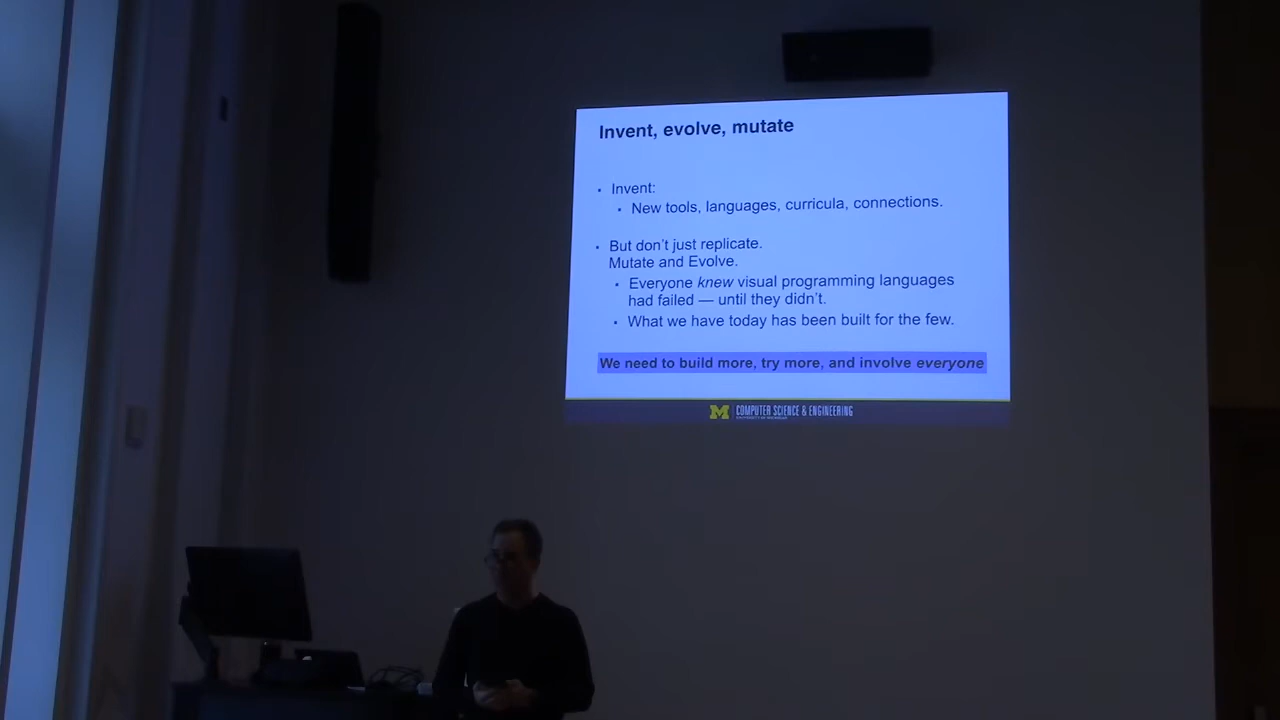 Invent, evolve, mutate
Invent:
New tools, languages, curricula, connections.
But don't just replicate.
Mutate and Evolve.
Everyone knew visual programming languages
had failed — until they didn't.
What we have today has been built for the few.
We need to build more, try more, and involve everyone
M COMPUTER SCIENCE & ENGINEERING